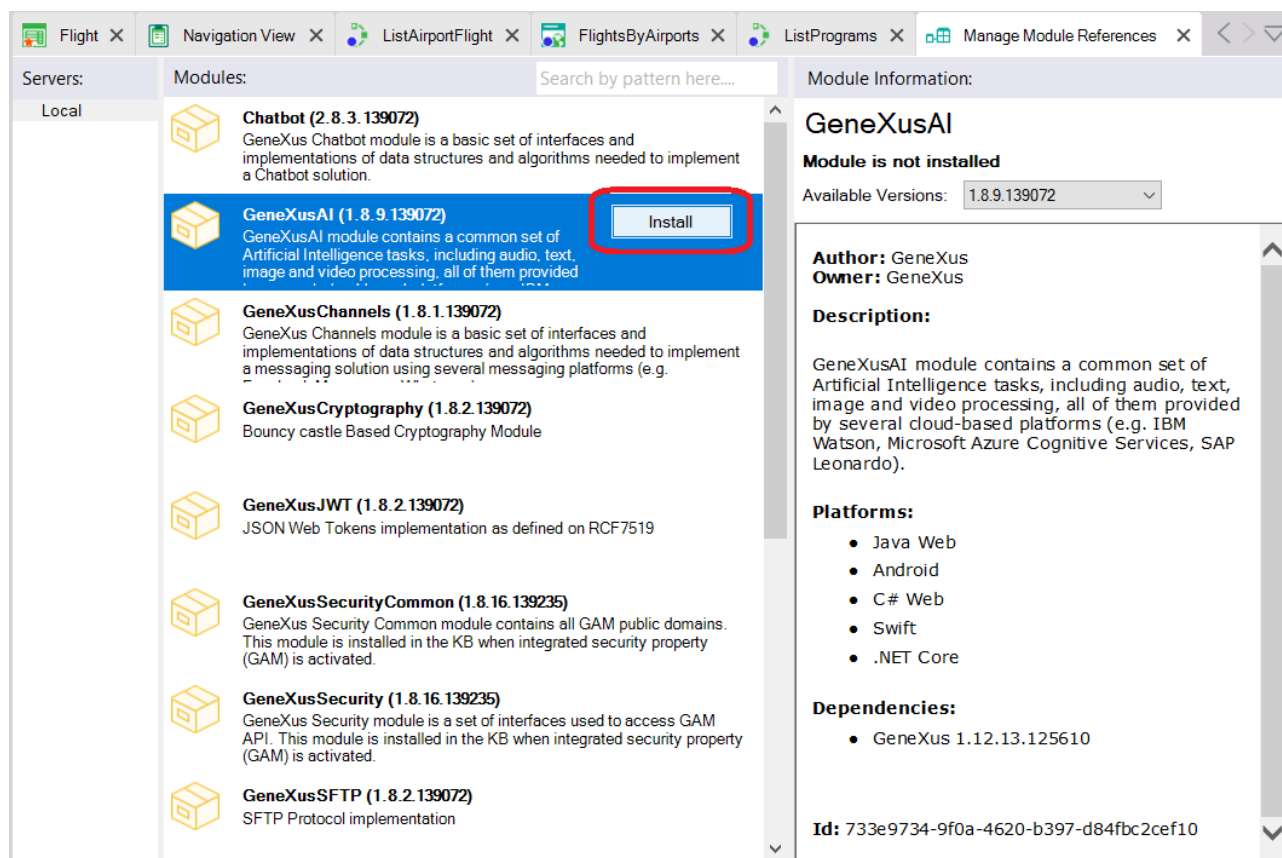 Flight
Navigation View
ListAirportFlight
FlightsByAirports
ListPrograms
Manage Module References
Servers:
Local
Modules:
Search by pattern here....
Chatbot (2.8.3.139072)
GeneXus Chatbot module is a basic set of interfaces and
implementations of data structures and algorithms needed to implement
a Chatbot solution.
GeneXusAI (1.8.9.139072)
Install
GeneXusAI module contains a common set of
Artificial Intelligence tasks, including audio, text,
image and video processing, all of them provided
GeneXusChannels (1.8.1.139072)
GeneXus Channels module is a basic set of interfaces and
implementations of data structures and algorithms needed to implement
a messaging solution using several messaging platforms (e.g.
GeneXusCryptography (1.8.2.139072)
Bouncy castle Based Cryptography Module
GeneXusJWT (1.8.2.139072)
JSON Web Tokens implementation as defined on RCF7519
GeneXusSecurityCommon (1.8.16.139235)
GeneXus Security Common module contains all GAM public domains.
This module is installed in the KB when integrated security property
(GAM) is activated.
GeneXusSecurity (1.8.16.139235)
GeneXus Security module is a set of interfaces used to access GAM
API. This module is installed in the KB when integrated security property
(GAM) is activated.
GeneXusSFTP (1.8.2.139072)
SFTP Protocol implementation
Module Information:
GeneXusAI
Module is not installed
Available Versions: 1.8.9.139072
Author: GeneXus
Owner: GeneXus
Description:
GeneXusAI module contains a common set of
Artificial Intelligence tasks, including audio, text,
image and video processing, all of them provided
by several cloud-based platforms (e.g. IBM
Watson, Microsoft Azure Cognitive Services, SAP
Leonardo).
Platforms:
● Java Web
● Android
● C# Web
● Swift
● .NET Core
Dependencies:
● GeneXus 1.12.13.125610
Id: 733e9734-9f0a-4620-b397-d84fbc2cef10